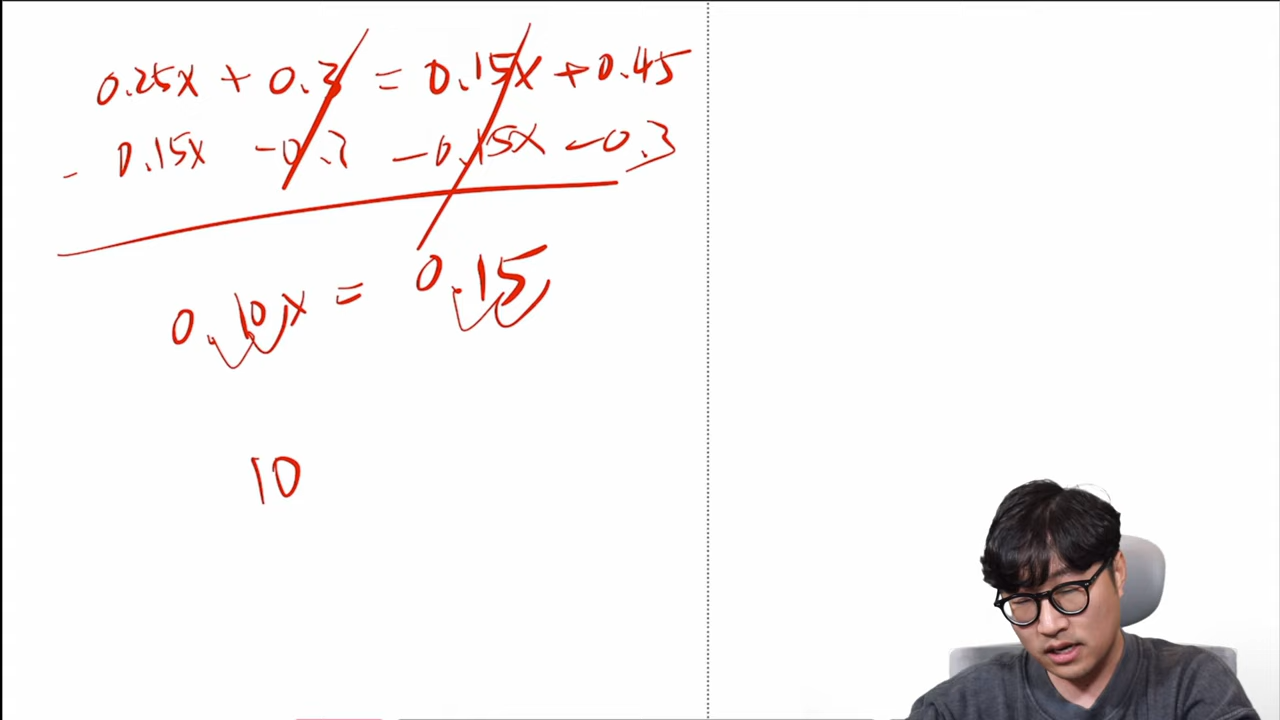 0.25x + 0.3 = 0.15x + 0.45
- 0.15x - 0.3 - 0.15x - 0.3
0.10x = 0.15
10